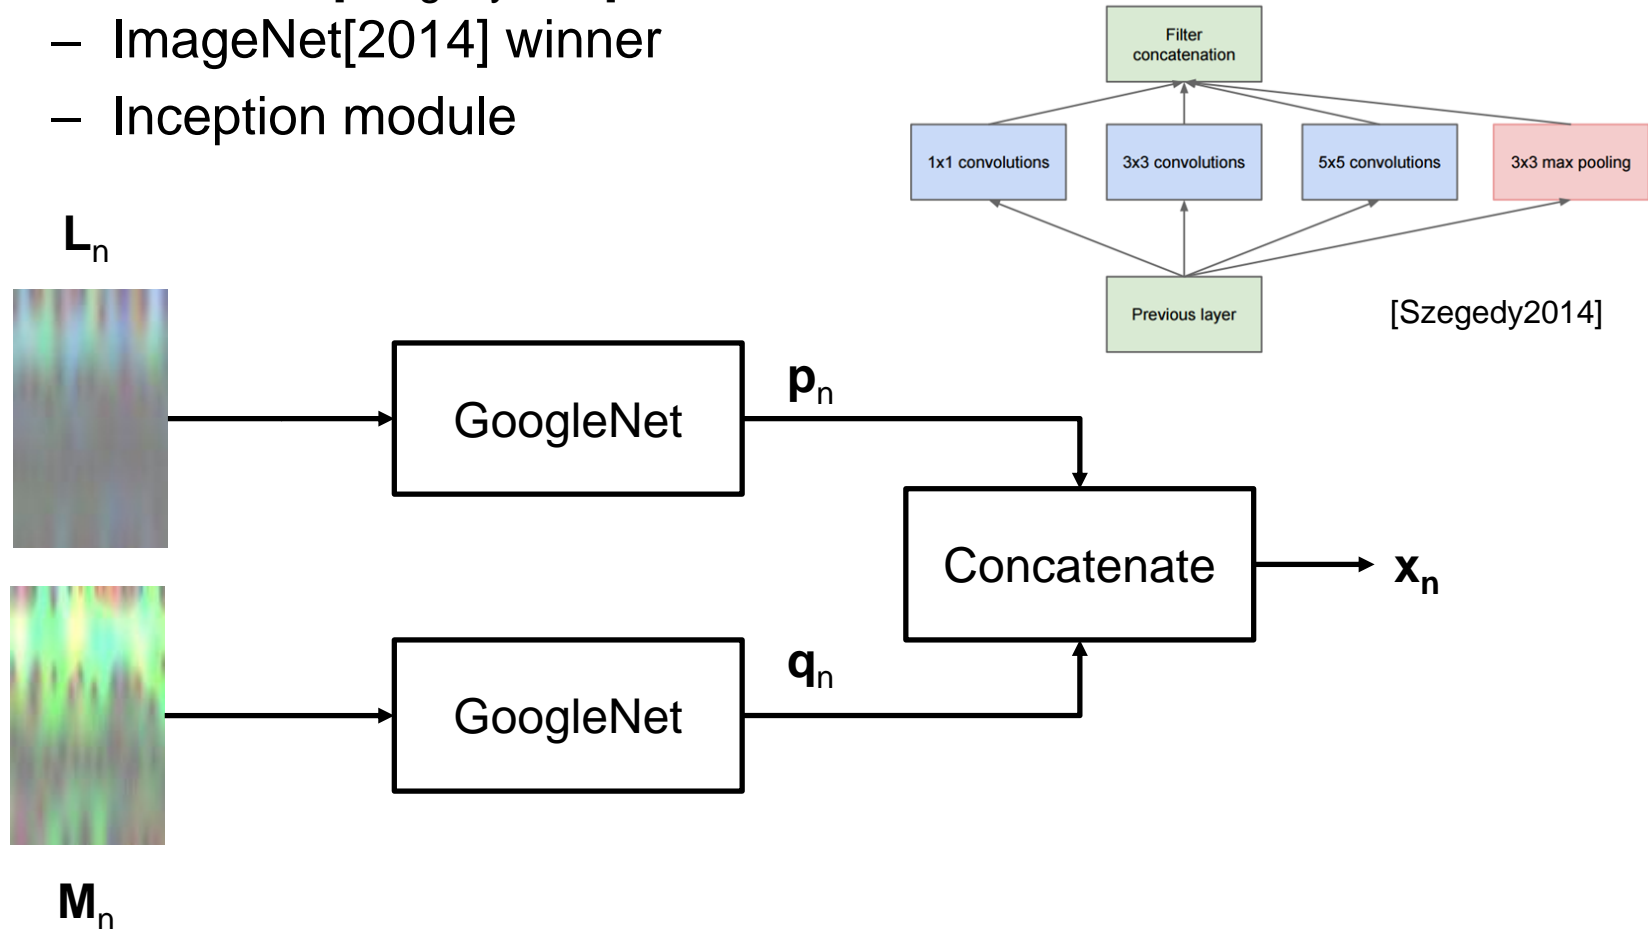 – ImageNet[2014] winner
– Inception module
Filter
concatenation
1x1 convolutions
3x3 convolutions
5x5 convolutions
3x3 max pooling
Previous layer
[Szegedy2014]
Ln
GoogleNet
pn
Concatenate
xn
GoogleNet
qn
Mn